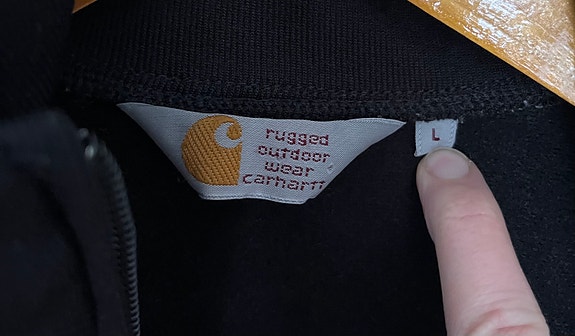 rugged
outdoor
wear
carhartt
L